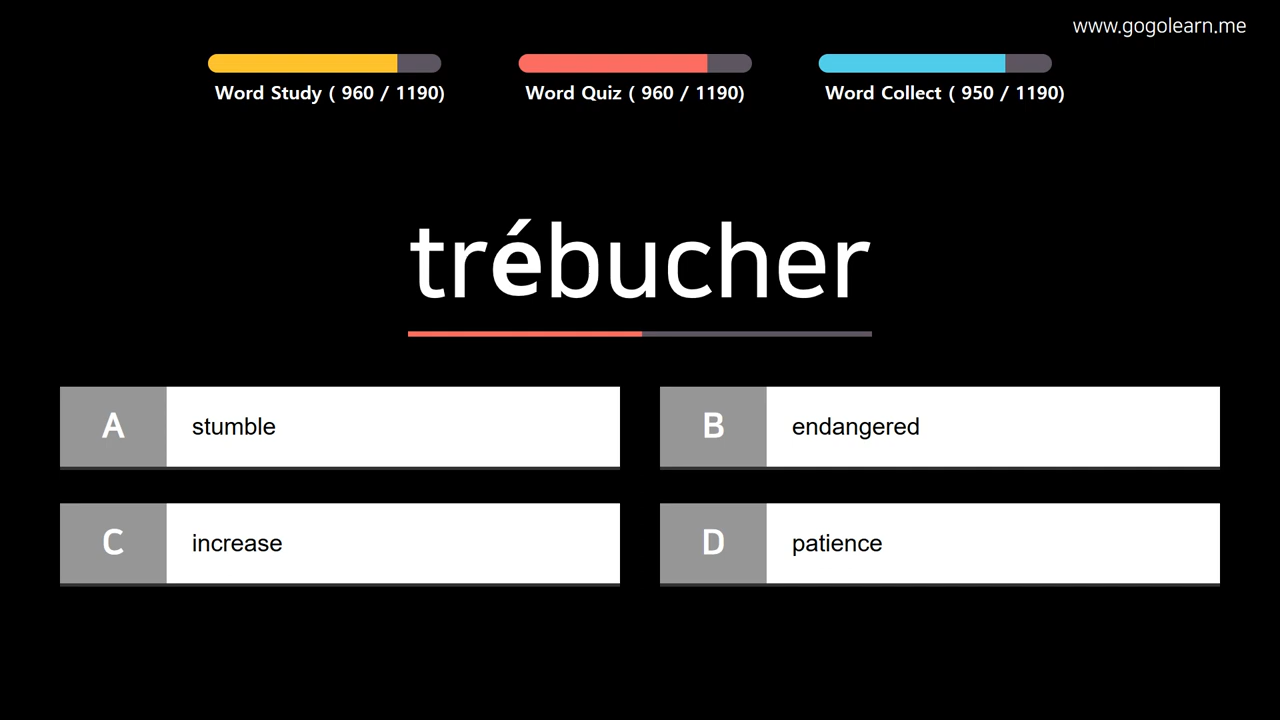 www.gogolearn.me
Word Study ( 960 / 1190)
Word Quiz ( 960 / 1190)
Word Collect ( 950 / 1190)
trébucher
A stumble
B endangered
C increase
D patience